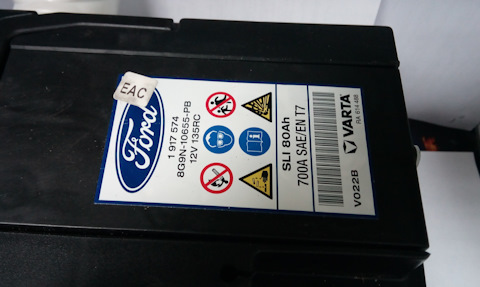 EAC
Ford
1 917 574
8G9N-10655-PB
12V 135RC
SLI 80Ah
700A SAE/EN T7
VARTA
V022B